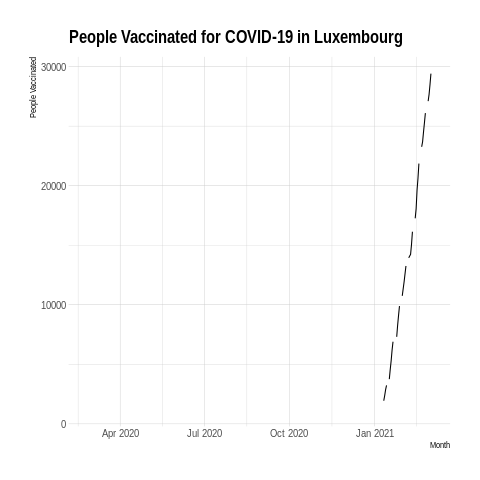 People Vaccinated for COVID-19 in Luxembourg
People Vaccinated
30000
20000
10000
0
Apr 2020 Jul 2020 Oct 2020 Jan 2021
Month